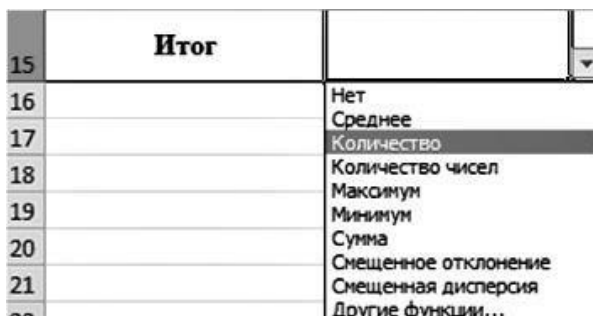 15 Итог
16 Нет
Среднее
17 Количество
18 Количество чисел
Максимум
19 Минимум
20 Сумма
Смещенное отклонение
21 Смещенная дисперсия
Другие функции...